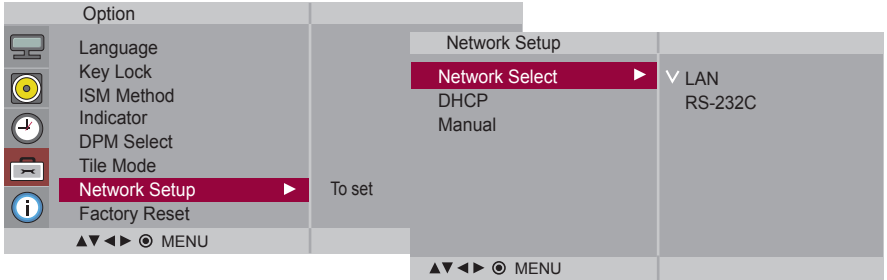 Option
Language
Key Lock
ISM Method
Indicator
DPM Select
Tile Mode
Network Setup ▶ To set
Factory Reset
▲▼◄► ◉ MENU
Network Setup
Network Select ▶ ✓ LAN
DHCP RS-232C
Manual
▲▼◄► ◉ MENU